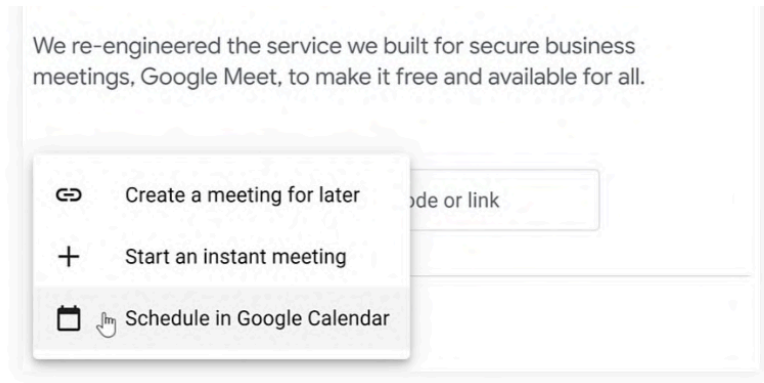 We re-engineered the service we built for secure business
meetings, Google Meet, to make it free and available for all.
Create a meeting for later
ode or link
Start an instant meeting
Schedule in Google Calendar